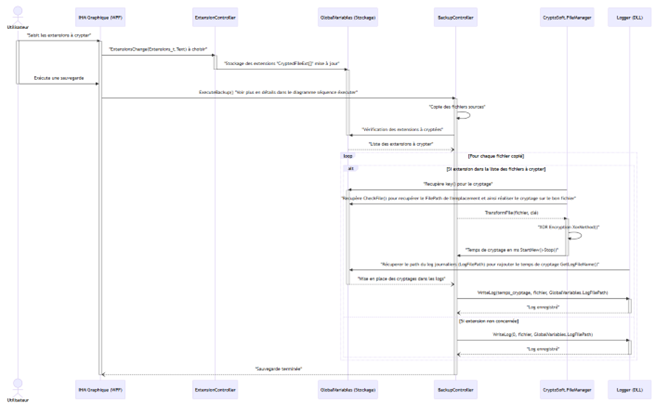 Utilisateur
IHM Graphique (WPF)
ExtensionController
GlobalVariables (Stockage)
BackupController
CryptoSoft.FileManager
Logger (DLL)
"Saisit les extensions à crypter"
"ExtensionsChange(Extensions_t.Text) à choisir"
"Stockage des extensions 'CryptedFileExt[]' mise à jour"
Exécute une sauvegarde
ExecuteBackup() "Voir plus en détails dans le diagramme séquence exécuter"
"Copie des fichiers sources"
"Vérification des extensions à cryptées"
"Liste des extensions à crypter"
loop
[Pour chaque fichier copié]
alt
[Si extension dans la liste des fichiers à crypter]
"Recupère key() pour le cryptage
"Récupère CheckFile() pour recupérer le FilePath de l'emplacement et ainsi réaliser le cryptage sur le bon fichier
TransformFile(fichier, clé)
"XOR Encryption
"Temps de cryptage en ms StartNew()-Stop()"
"Récupérer le path du log journaliers (LogFilePath) pour rajouter le temps de cryptage GetLogFileName()"
"Mise en place des cryptages dans les logs"
WriteLog(temps_cryptage, fichier, GlobalVariables.LogFilePath)
"Log enregistré"
[Si extension non concernée]
WriteLog(0, fichier, GlobalVariables.LogFilePath)
"Log enregistré"
"Sauvegarde terminée"
Utilisateur
IHM Graphique (WPF)
ExtensionController
GlobalVariables (Stockage)
BackupController
CryptoSoft.FileManager
Logger (DLL)